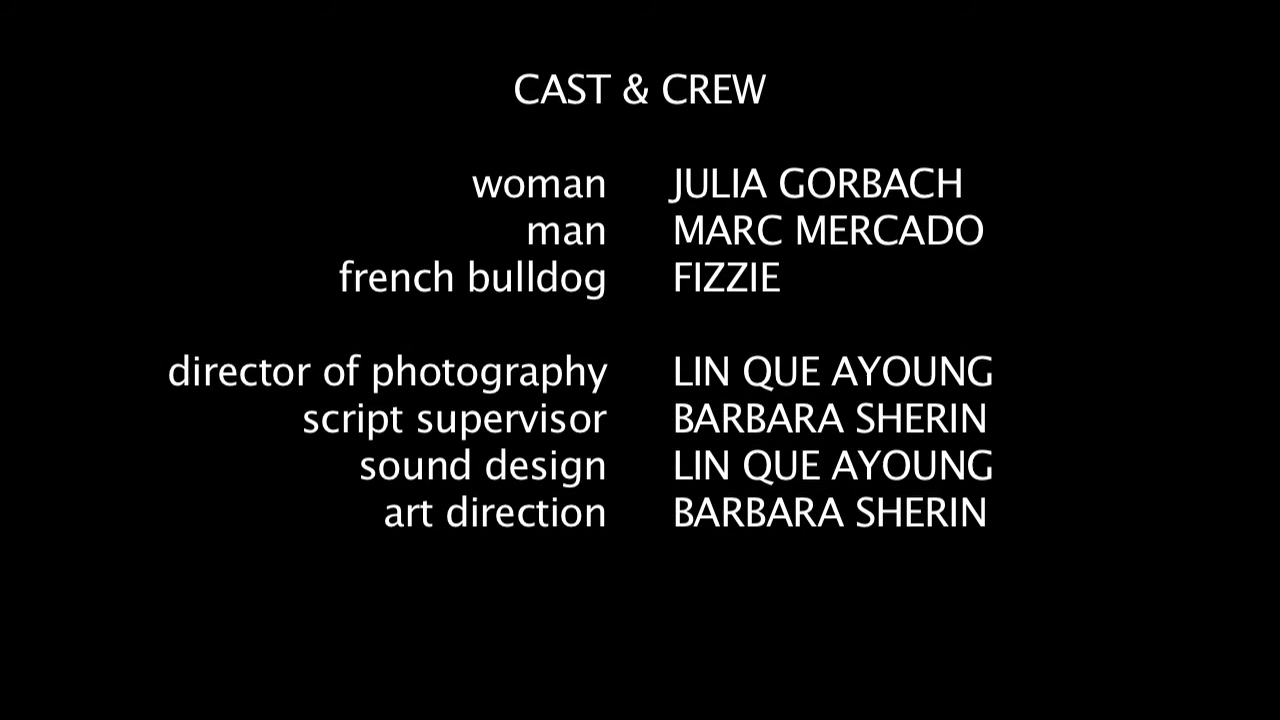 CAST & CREW
woman JULIA GORBACH
man MARC MERCADO
french bulldog FIZZIE
director of photography LIN QUE AYOUNG
script supervisor BARBARA SHERIN
sound design LIN QUE AYOUNG
art direction BARBARA SHERIN